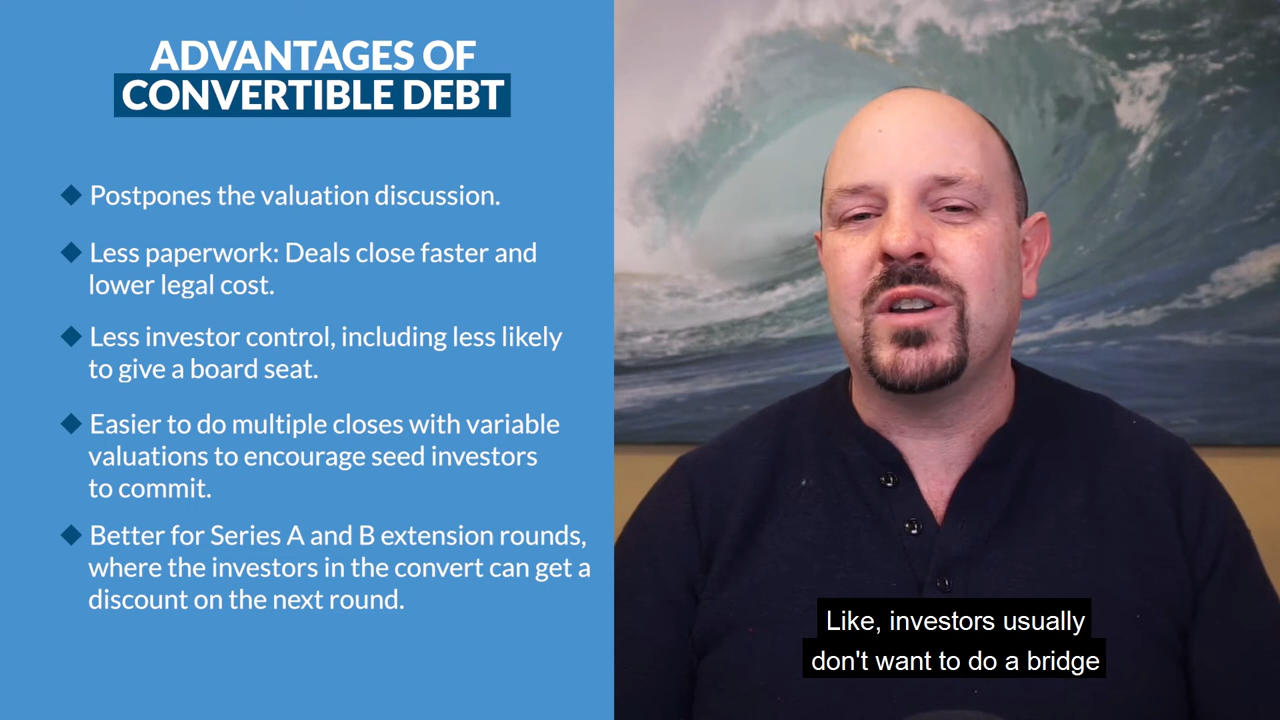 ADVANTAGES OF
CONVERTIBLE DEBT
Postpones the valuation discussion.
Less paperwork: Deals close faster and
lower legal cost.
Less investor control, including less likely
to give a board seat.
Easier to do multiple closes with variable
valuations to encourage seed investors
to commit.
Better for Series A and B extension rounds,
where the investors in the convert can get a
discount on the next round.
Like, investors usually
don't want to do a bridge